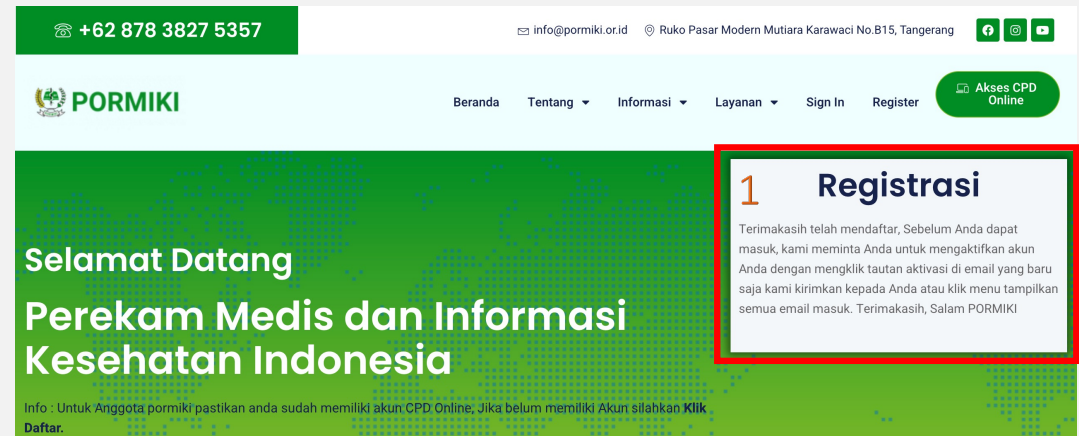 +62 878 3827 5357
info@pormiki.or.id Ruko Pasar Modern Mutiara Karawaci No.B15, Tangerang
PORMIKI
Beranda Tentang Informasi Layanan Sign In Register
Akses CPD
Online
1 Registrasi
Terimakasih telah mendaftar, Sebelum Anda dapat
masuk, kami meminta Anda untuk mengaktifkan akun
Anda dengan mengklik tautan aktivasi di email yang baru
saja kami kirimkan kepada Anda atau klik menu tampilkan
semua email masuk. Terimakasih, Salam PORMIKI
Selamat Datang
Perekam Medis dan Informasi
Kesehatan Indonesia
Info : Untuk Anggota pormiki pastikan anda sudah memiliki akun CPD Online, Jika belum memiliki Akun silahkan Klik
Daftar.